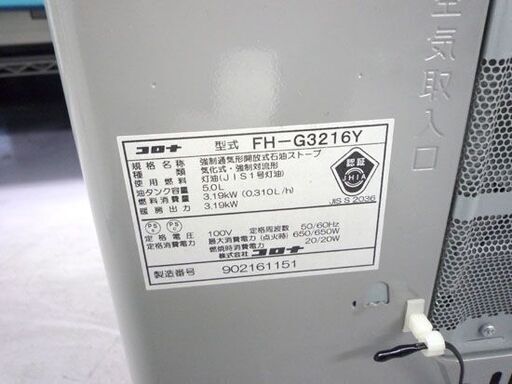 コロナ 型式 FH-G3216Y
規格名称 強制通気形開放式石油ストーブ
種類 気化式・強制対流形
使用燃料 灯油(JIS1号灯油)
油タンク容量 5.0L
燃料消費量 3.19kW(0.310L/h)
暖房出力 3.19kW
認証
JHIA
JIS S 2036
PSC
PSE
定格電圧 100V 定格周波数 50/60Hz
定格消費電力 最大消費電力(点火時)650/650W
燃焼時消費電力 20/20W
株式会社 コロナ
製造番号 902161151